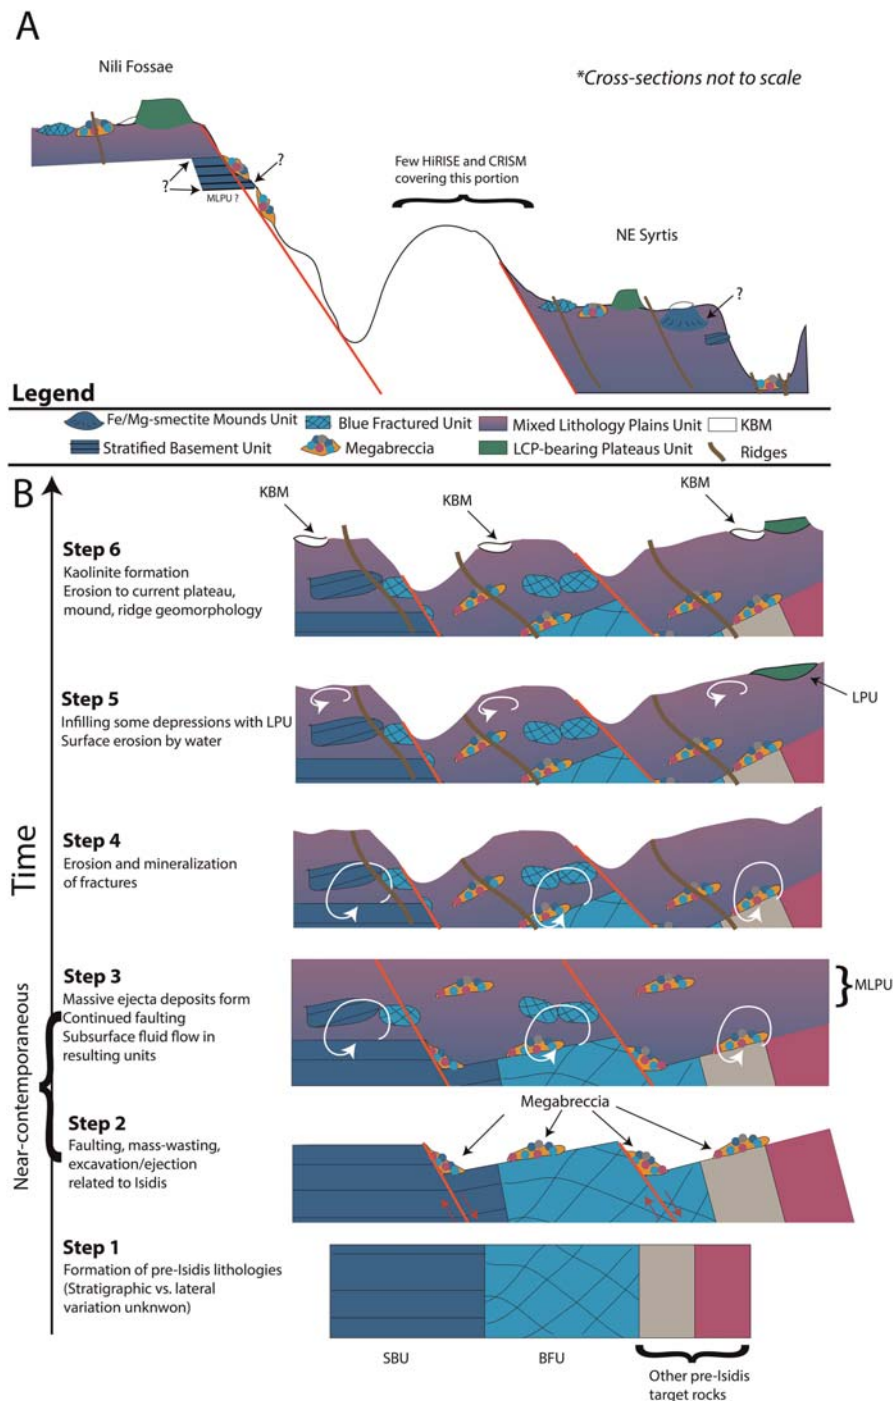 A
Nili Fossae
*Cross-sections not to scale
?
?
MLPU ?
Few HiRISE and CRISM
covering this portion
NE Syrtis
?
Legend
Fe/Mg-smectite Mounds Unit
Blue Fractured Unit
Mixed Lithology Plains Unit
KBM
Stratified Basement Unit
Megabreccia
LCP-bearing Plateaus Unit
Ridges
B
Time
Near-contemporaneous
KBM
KBM
KBM
Step 6
Kaolinite formation
Erosion to current plateau,
mound, ridge geomorphology
Step 5
Infilling some depressions with LPU
Surface erosion by water
LPU
Step 4
Erosion and mineralization
of fractures
Step 3
Massive ejecta deposits form
Continued faulting
Subsurface fluid flow in
resulting units
MLPU
Step 2
Faulting, mass-wasting,
excavation/ejection
related to Isidis
Megabreccia
Step 1
Formation of pre-Isidis lithologies
(Stratigraphic vs. lateral
variation unknwon)
SBU
BFU
Other pre-Isidis
target rocks